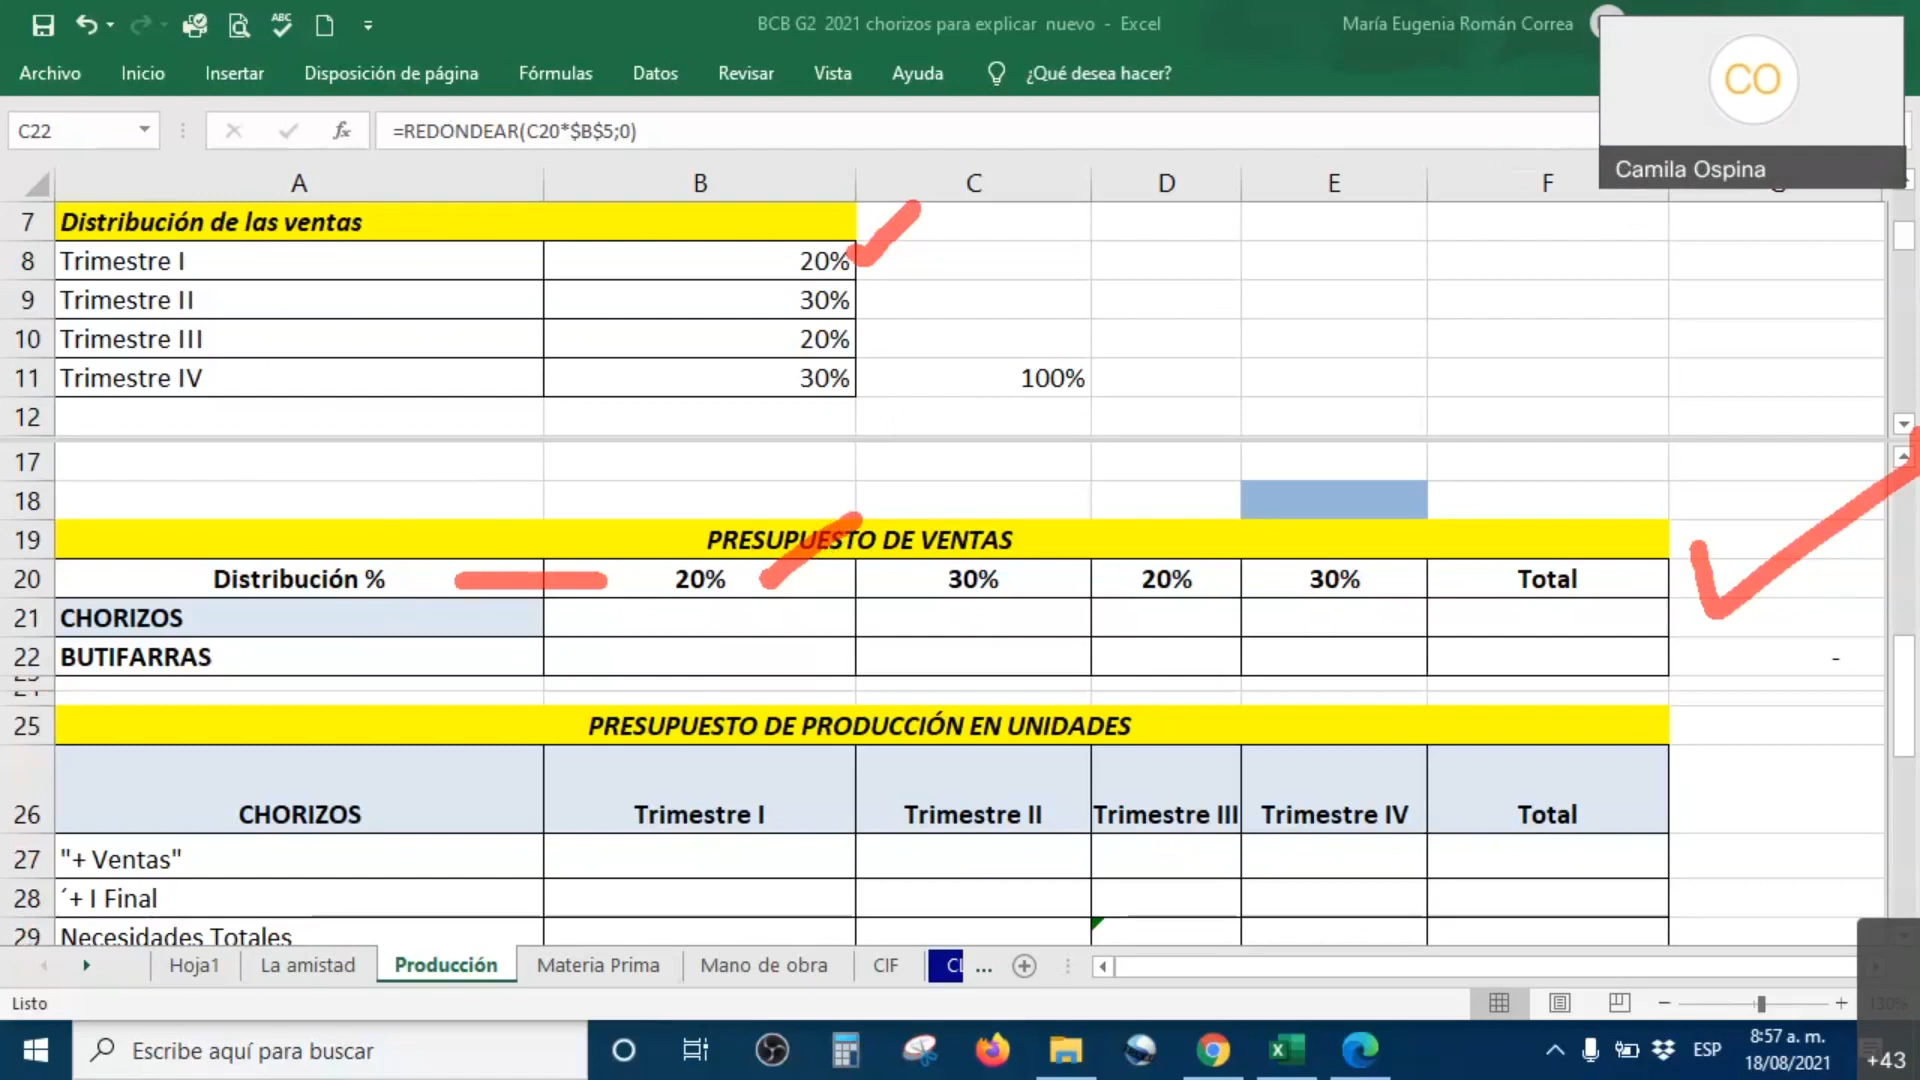 BCB G2 2021 chorizos para explicar nuevo - Excel
María Eugenia Román Correa
Archivo Inicio Insertar Disposición de página Fórmulas Datos Revisar Vista Ayuda ¿Qué desea hacer?
CO
Camila Ospina
C22 fx =REDONDEAR(C20*$B$5;0)
A B C D E F
7 Distribución de las ventas
8 Trimestre I 20%
9 Trimestre II 30%
10 Trimestre III 20%
11 Trimestre IV 30% 100%
12
17
18
19 PRESUPUESTO DE VENTAS
20 Distribución % 20% 30% 20% 30% Total
21 CHORIZOS
22 BUTIFARRAS -
25 PRESUPUESTO DE PRODUCCIÓN EN UNIDADES
26 CHORIZOS Trimestre I Trimestre II Trimestre III Trimestre IV Total
27 "+ Ventas"
28 ´+ I Final
29 Necesidades Totales
Hoja1 La amistad Producción Materia Prima Mano de obra CIF CL ...
Listo
130%
Escribe aquí para buscar
ESP
8:57 a. m.
18/08/2021
+43